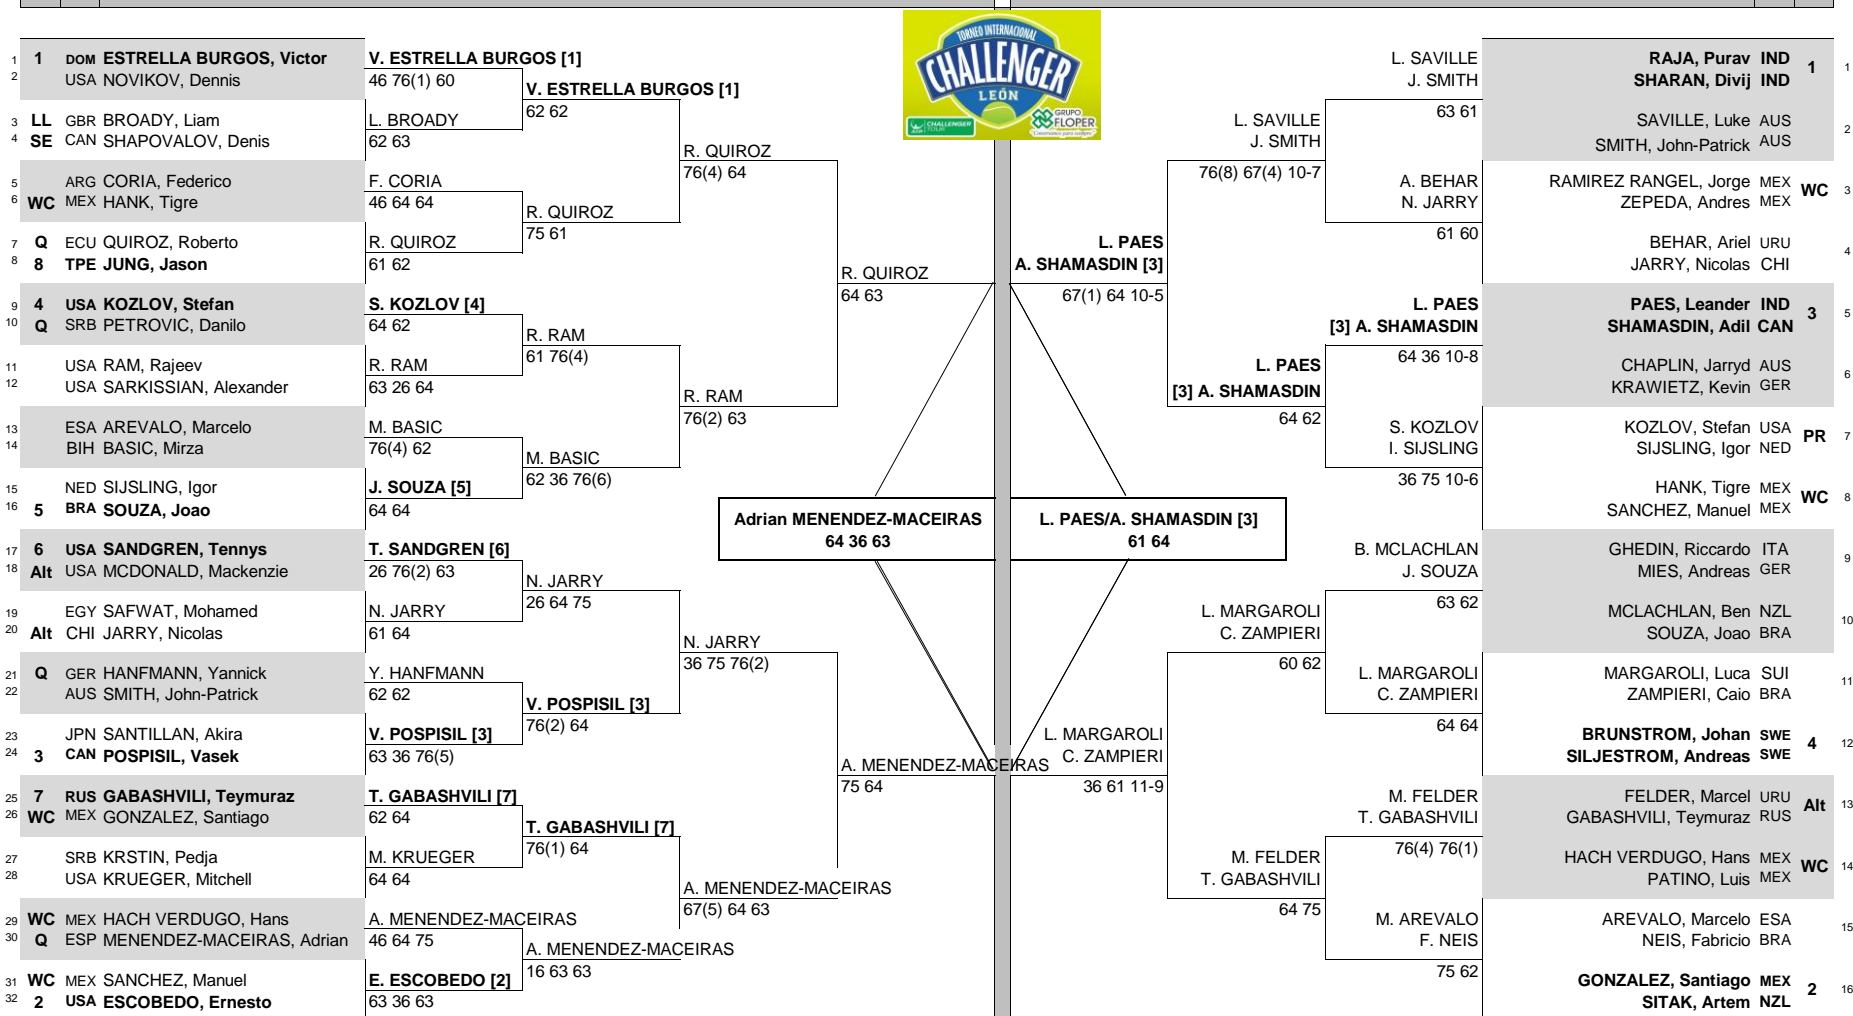 TORNEO INTERNACIONAL
CHALLENGER
LEÓN
CHALLENGER TOUR
GRUPO FLOPER
1 1 DOM ESTRELLA BURGOS, Victor
2 USA NOVIKOV, Dennis
3 LL GBR BROADY, Liam
4 SE CAN SHAPOVALOV, Denis
5 ARG CORIA, Federico
6 WC MEX HANK, Tigre
7 Q ECU QUIROZ, Roberto
8 8 TPE JUNG, Jason
9 4 USA KOZLOV, Stefan
10 Q SRB PETROVIC, Danilo
11 USA RAM, Rajeev
12 USA SARKISSIAN, Alexander
13 ESA AREVALO, Marcelo
14 BIH BASIC, Mirza
15 NED SIJSLING, Igor
16 5 BRA SOUZA, Joao
17 6 USA SANDGREN, Tennys
18 Alt USA MCDONALD, Mackenzie
19 EGY SAFWAT, Mohamed
20 Alt CHI JARRY, Nicolas
21 Q GER HANFMANN, Yannick
22 AUS SMITH, John-Patrick
23 JPN SANTILLAN, Akira
24 3 CAN POSPISIL, Vasek
25 7 RUS GABASHVILI, Teymuraz
26 WC MEX GONZALEZ, Santiago
27 SRB KRSTIN, Pedja
28 USA KRUEGER, Mitchell
29 WC MEX HACH VERDUGO, Hans
30 Q ESP MENENDEZ-MACEIRAS, Adrian
31 WC MEX SANCHEZ, Manuel
32 2 USA ESCOBEDO, Ernesto
V. ESTRELLA BURGOS [1]
46 76(1) 60
L. BROADY
62 63
F. CORIA
46 64 64
R. QUIROZ
61 62
S. KOZLOV [4]
64 62
R. RAM
63 26 64
M. BASIC
76(4) 62
J. SOUZA [5]
64 64
T. SANDGREN [6]
26 76(2) 63
N. JARRY
61 64
Y. HANFMANN
62 62
V. POSPISIL [3]
63 36 76(5)
T. GABASHVILI [7]
62 64
M. KRUEGER
64 64
A. MENENDEZ-MACEIRAS
46 64 75
E. ESCOBEDO [2]
63 36 63
V. ESTRELLA BURGOS [1]
62 62
R. QUIROZ
75 61
R. RAM
61 76(4)
M. BASIC
62 36 76(6)
N. JARRY
26 64 75
V. POSPISIL [3]
76(2) 64
T. GABASHVILI [7]
76(1) 64
A. MENENDEZ-MACEIRAS
16 63 63
R. QUIROZ
76(4) 64
R. RAM
76(2) 63
N. JARRY
36 75 76(2)
A. MENENDEZ-MACEIRAS
67(5) 64 63
R. QUIROZ
64 63
A. MENENDEZ-MACEIRAS
75 64
Adrian MENENDEZ-MACEIRAS
64 36 63
L. PAES/A. SHAMASDIN [3]
61 64
L. PAES
A. SHAMASDIN [3]
67(1) 64 10-5
L. MARGAROLI
C. ZAMPIERI
36 61 11-9
L. SAVILLE
J. SMITH
76(8) 67(4) 10-7
L. PAES
[3] A. SHAMASDIN
64 62
L. MARGAROLI
C. ZAMPIERI
60 62
M. FELDER
T. GABASHVILI
64 75
L. SAVILLE
J. SMITH
63 61
A. BEHAR
N. JARRY
61 60
L. PAES
[3] A. SHAMASDIN
64 36 10-8
S. KOZLOV
I. SIJSLING
36 75 10-6
B. MCLACHLAN
J. SOUZA
63 62
L. MARGAROLI
C. ZAMPIERI
64 64
M. FELDER
T. GABASHVILI
76(4) 76(1)
M. AREVALO
F. NEIS
75 62
RAJA, Purav IND 1 1
SHARAN, Divij IND
SAVILLE, Luke AUS 2
SMITH, John-Patrick AUS
RAMIREZ RANGEL, Jorge MEX WC 3
ZEPEDA, Andres MEX
BEHAR, Ariel URU 4
JARRY, Nicolas CHI
PAES, Leander IND 3 5
SHAMASDIN, Adil CAN
CHAPLIN, Jarryd AUS 6
KRAWIETZ, Kevin GER
KOZLOV, Stefan USA PR 7
SIJSLING, Igor NED
HANK, Tigre MEX WC 8
SANCHEZ, Manuel MEX
GHEDIN, Riccardo ITA 9
MIES, Andreas GER
MCLACHLAN, Ben NZL 10
SOUZA, Joao BRA
MARGAROLI, Luca SUI 11
ZAMPIERI, Caio BRA
BRUNSTROM, Johan SWE 4 12
SILJESTROM, Andreas SWE
FELDER, Marcel URU Alt 13
GABASHVILI, Teymuraz RUS
HACH VERDUGO, Hans MEX WC 14
PATINO, Luis MEX
AREVALO, Marcelo ESA 15
NEIS, Fabricio BRA
GONZALEZ, Santiago MEX 2 16
SITAK, Artem NZL